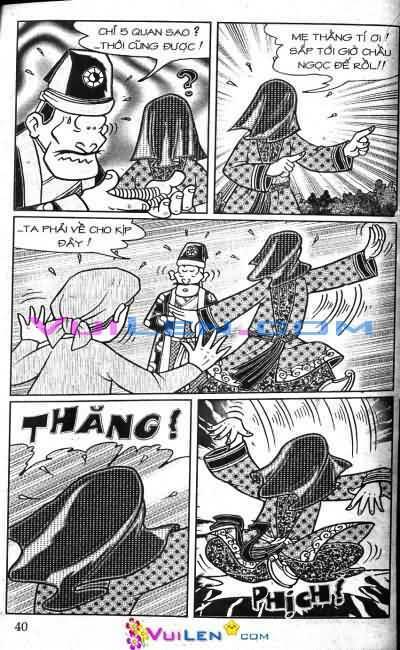 CHỈ 5 QUAN SAO ?
...THÔI CŨNG ĐƯỢC !
?
MẸ THẰNG TÍ ƠI !
SẮP TỚI GIỜ CHẦU
NGỌC ĐẾ RỒI..!!
...TA PHẢI VỀ CHO KỊP
ĐÂY !
VuiLen.com
THĂNG !
PHỊCH !
40
VuiLen.com